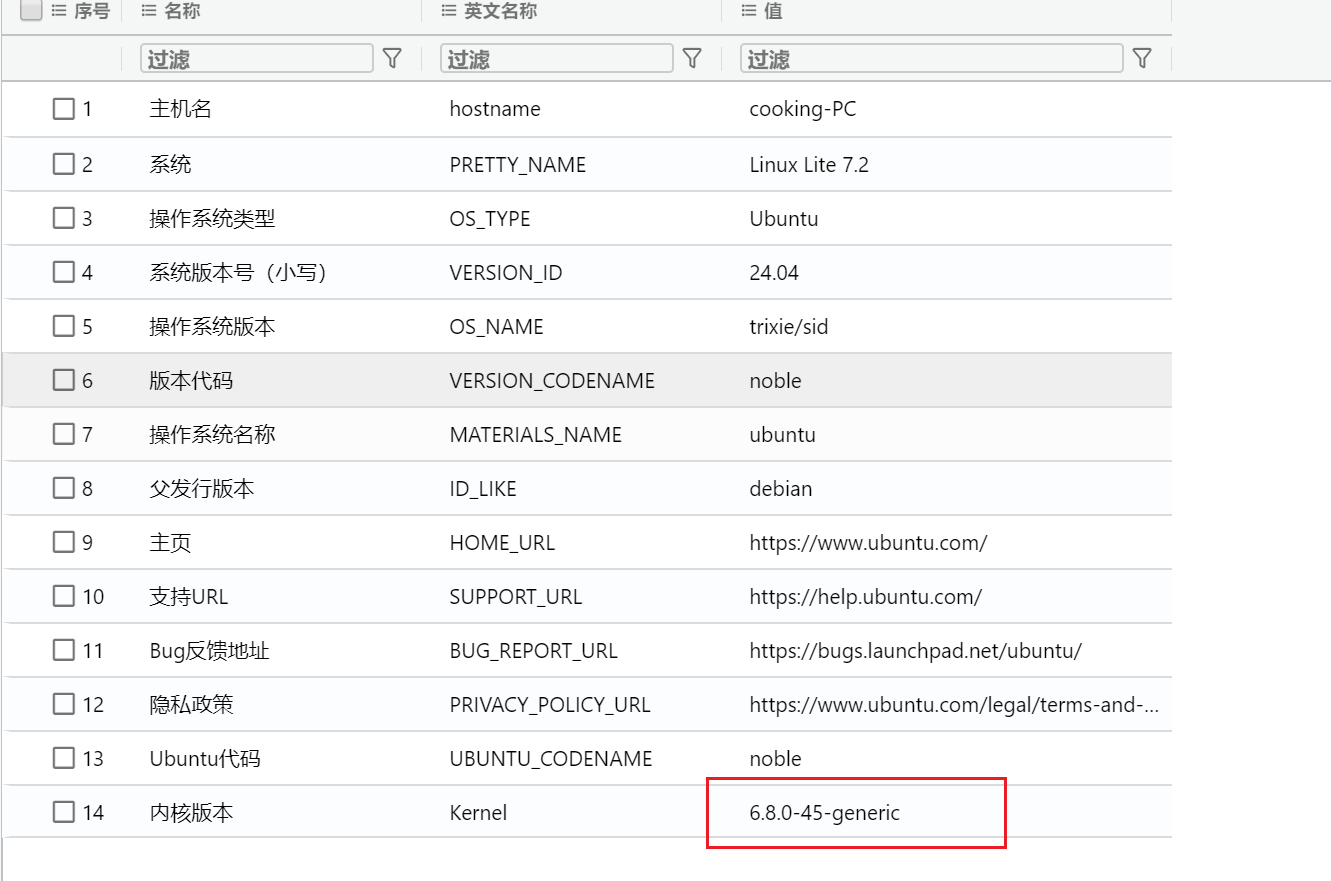 序号 名称 英文名称 值
过滤 过滤 过滤
1 主机名 hostname cooking-PC
2 系统 PRETTY_NAME Linux Lite 7.2
3 操作系统类型 OS_TYPE Ubuntu
4 系统版本号（小写） VERSION_ID 24.04
5 操作系统版本 OS_NAME trixie/sid
6 版本代码 VERSION_CODENAME noble
7 操作系统名称 MATERIALS_NAME ubuntu
8 父发行版本 ID_LIKE debian
9 主页 HOME_URL https://www.ubuntu.com/
10 支持URL SUPPORT_URL https://help.ubuntu.com/
11 Bug反馈地址 BUG_REPORT_URL https://bugs.launchpad.net/ubuntu/
12 隐私政策 PRIVACY_POLICY_URL https://www.ubuntu.com/legal/terms-and-...
13 Ubuntu代码 UBUNTU_CODENAME noble
14 内核版本 Kernel 6.8.0-45-generic